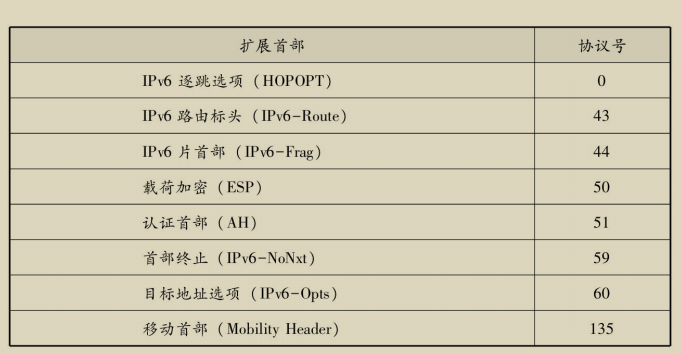 扩展首部 协议号
IPv6 逐跳选项（HOPOPT） 0
IPv6 路由标头（IPv6-Route） 43
IPv6 片首部（IPv6-Frag） 44
载荷加密（ESP） 50
认证首部（AH） 51
首部终止（IPv6-NoNxt） 59
目标地址选项（IPv6-Opts） 60
移动首部（Mobility Header） 135